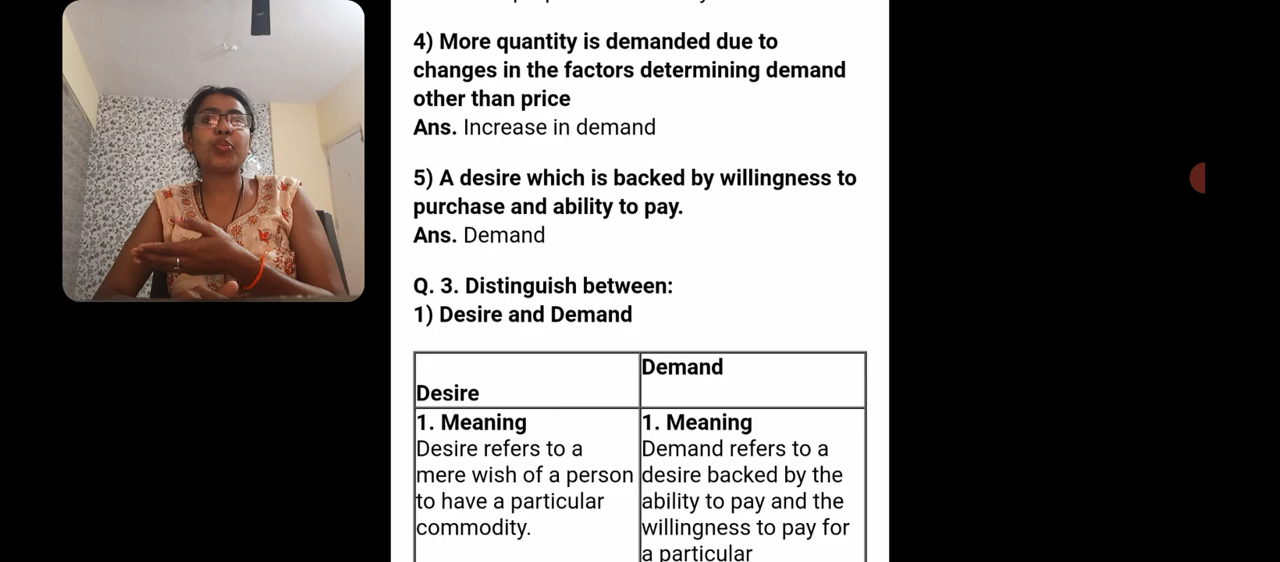 4) More quantity is demanded due to
changes in the factors determining demand
other than price
Ans. Increase in demand
5) A desire which is backed by willingness to
purchase and ability to pay.
Ans. Demand
Q. 3. Distinguish between:
1) Desire and Demand
Desire
Demand
1. Meaning
Desire refers to a
mere wish of a person
to have a particular
commodity.
1. Meaning
Demand refers to a
desire backed by the
ability to pay and the
willingness to pay for
a particular